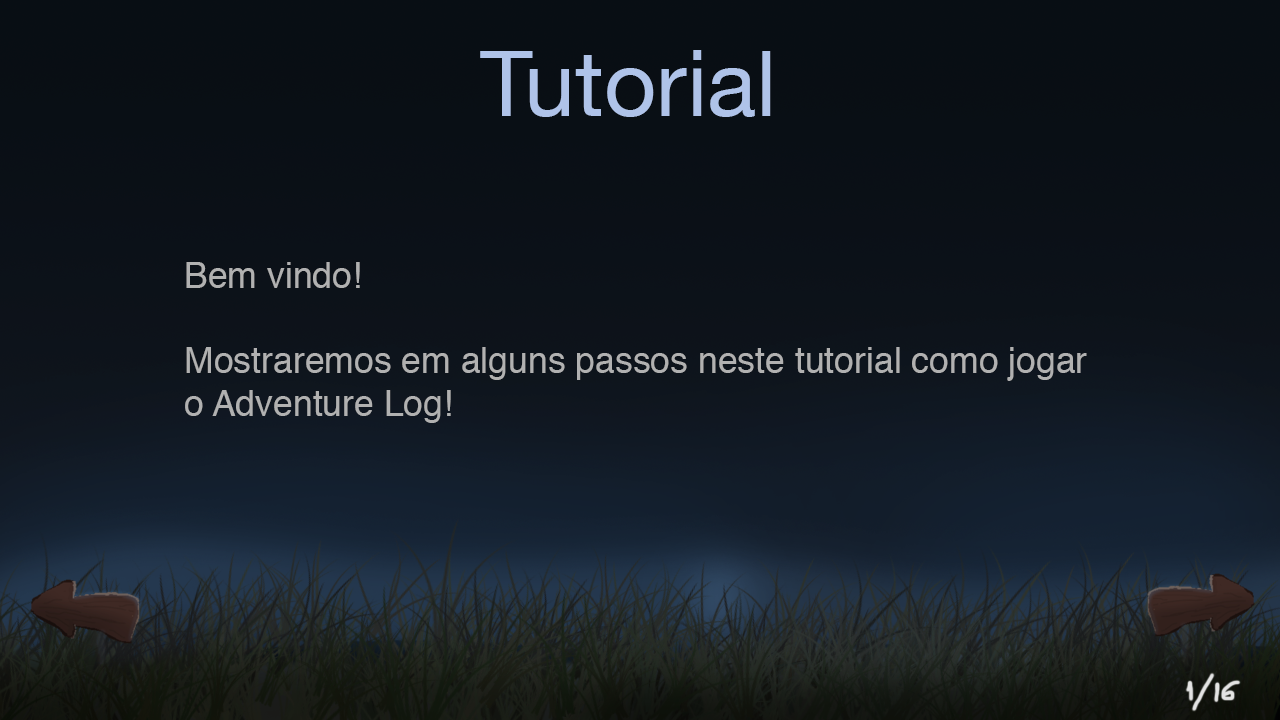 Tutorial
Bem vindo!
Mostraremos em alguns passos neste tutorial como jogar
o Adventure Log!
1/16